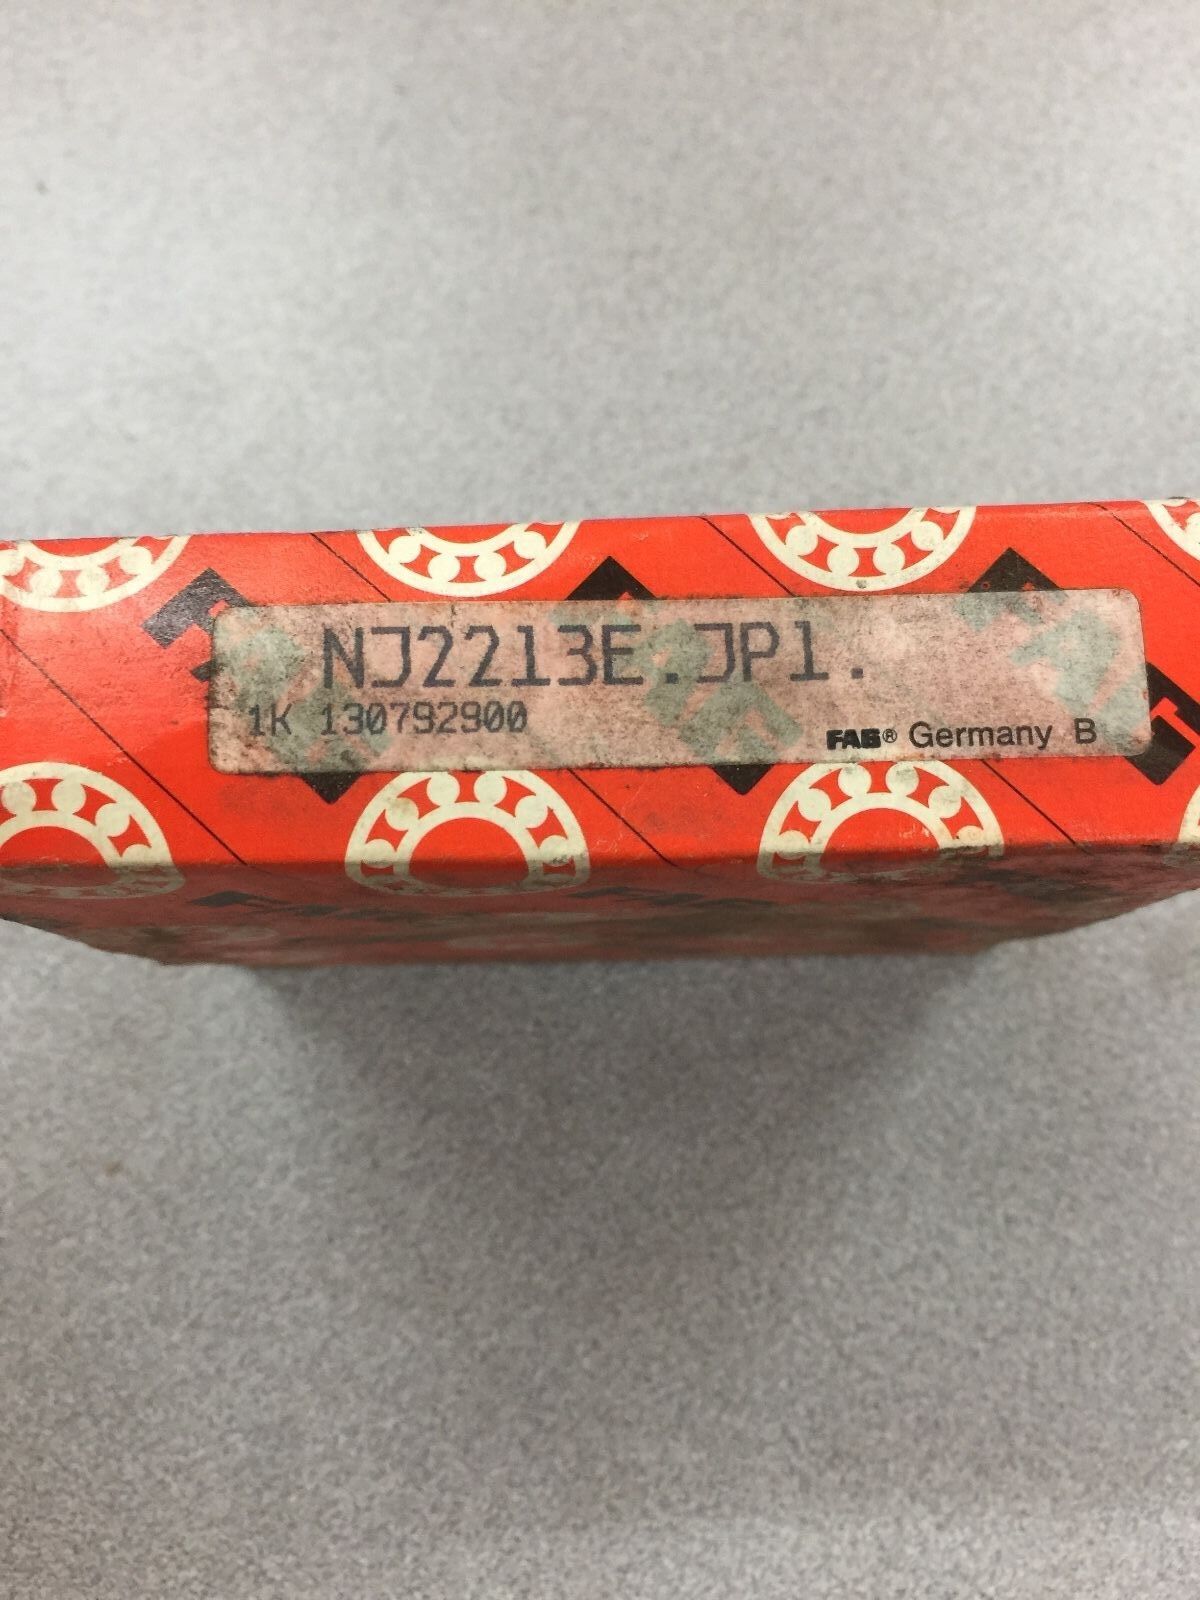 NJ2213E.JP1.
1K 130792900
FAG® Germany B